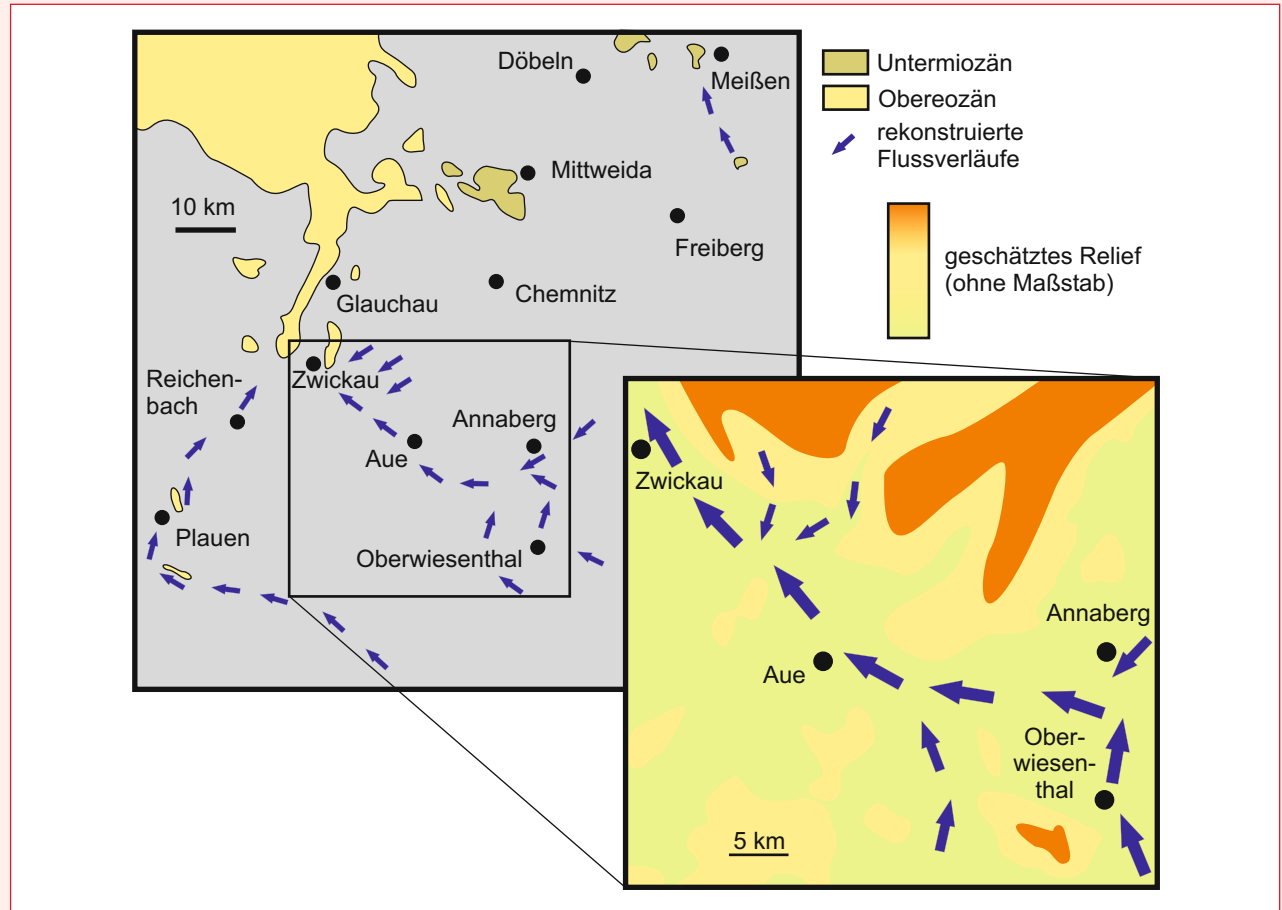 Döbeln
Meißen
Mittweida
10 km
Freiberg
Glauchau
Chemnitz
Zwickau
Reichen-
bach
Annaberg
Aue
Plauen
Oberwiesenthal
Untermiozän
Obereozän
rekonstruierte
Flussverläufe
geschätztes Relief
(ohne Maßstab)
Zwickau
Annaberg
Aue
Ober-
wiesen-
thal
5 km